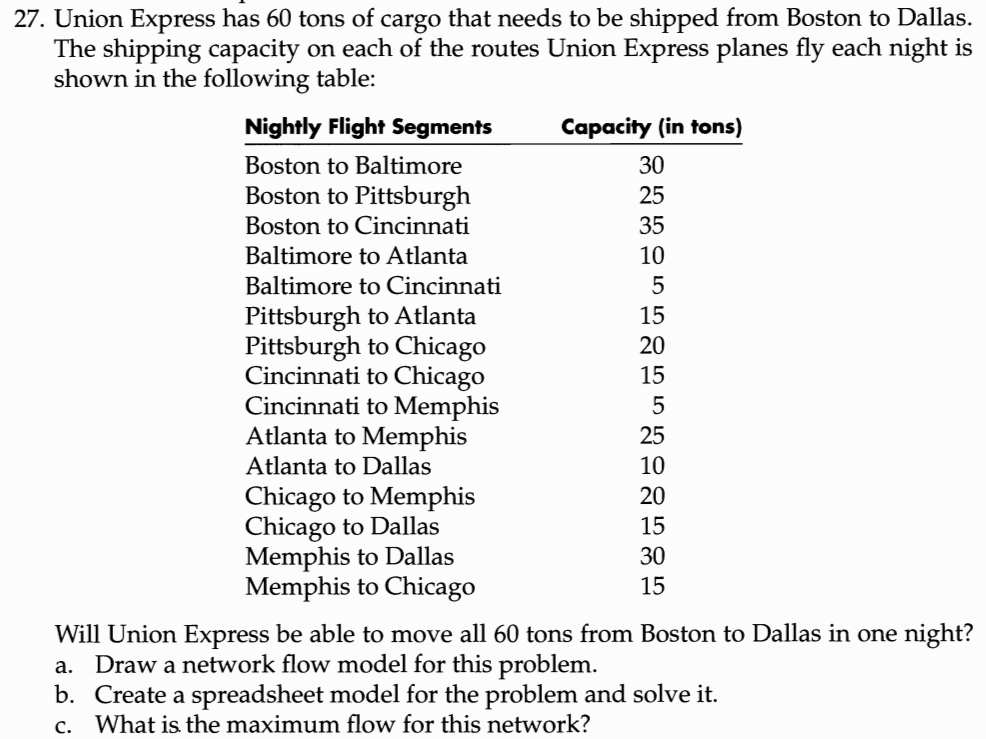 27. Union Express has 60 tons of cargo that needs to be shipped from Boston to Dallas.
The shipping capacity on each of the routes Union Express planes fly each night is
shown in the following table:
Nightly Flight Segments Capacity (in tons)
Boston to Baltimore 30
Boston to Pittsburgh 25
Boston to Cincinnati 35
Baltimore to Atlanta 10
Baltimore to Cincinnati 5
Pittsburgh to Atlanta 15
Pittsburgh to Chicago 20
Cincinnati to Chicago 15
Cincinnati to Memphis 5
Atlanta to Memphis 25
Atlanta to Dallas 10
Chicago to Memphis 20
Chicago to Dallas 15
Memphis to Dallas 30
Memphis to Chicago 15
Will Union Express be able to move all 60 tons from Boston to Dallas in one night?
a. Draw a network flow model for this problem.
b. Create a spreadsheet model for the problem and solve it.
c. What is the maximum flow for this network?